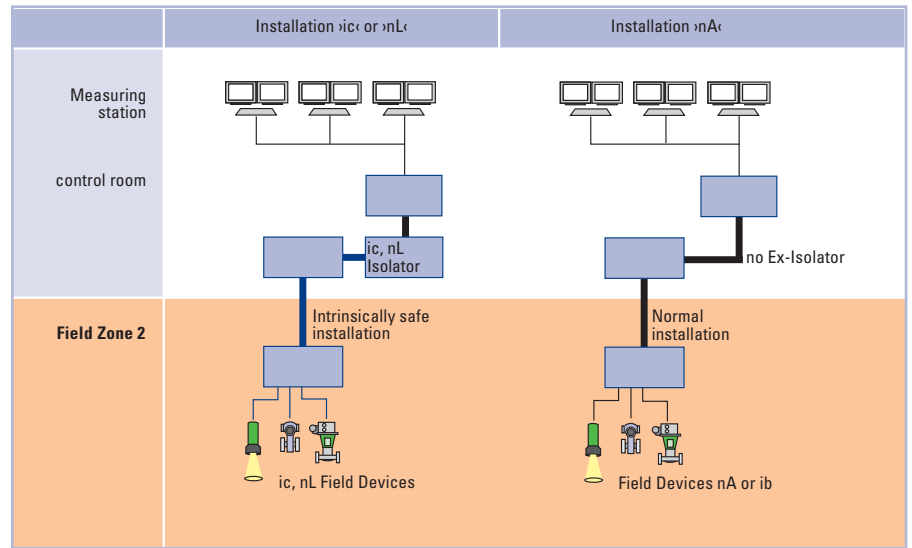 Installation ›ic‹ or ›nL‹
Installation ›nA‹
Measuring
station
control room
ic, nL
Isolator
no Ex-Isolator
Field Zone 2
Intrinsically safe
installation
Normal
installation
ic, nL Field Devices
Field Devices nA or ib